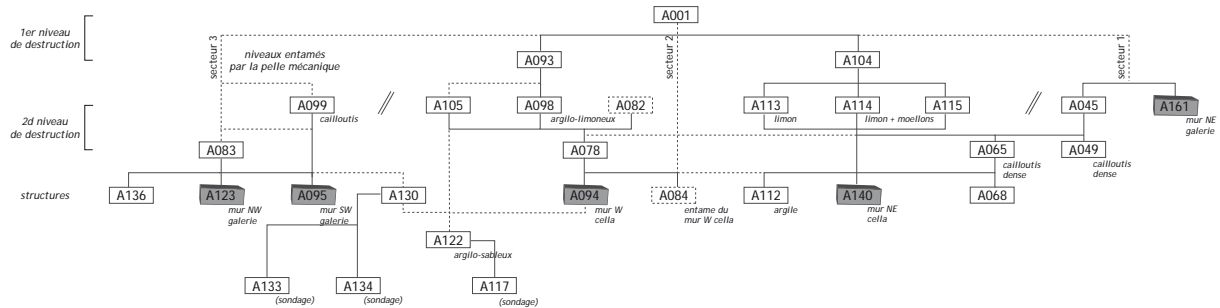 A001
1er niveau
de destruction
secteur 3
secteur 2
secteur 1
niveaux entamés
par la pelle mécanique
A093
A104
2d niveau
de destruction
A099
cailloutis
//
A105
A098
argilo-limoneux
A082
A113
limon
A114
limon + moellons
A115
//
A045
A161
mur NE
galerie
A083
A078
A065
cailloutis
dense
A049
cailloutis
dense
structures
A136
A123
mur NW
galerie
A095
mur SW
galerie
A130
A094
mur W
cella
A084
entame du
mur W cella
A112
argile
A140
mur NE
cella
A068
A122
argilo-sableux
A133
(sondage)
A134
(sondage)
A117
(sondage)